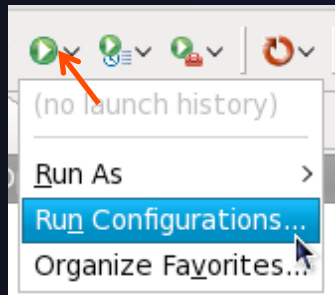 (no launch history)
Run As
Run Configurations...
Organize Favorites...